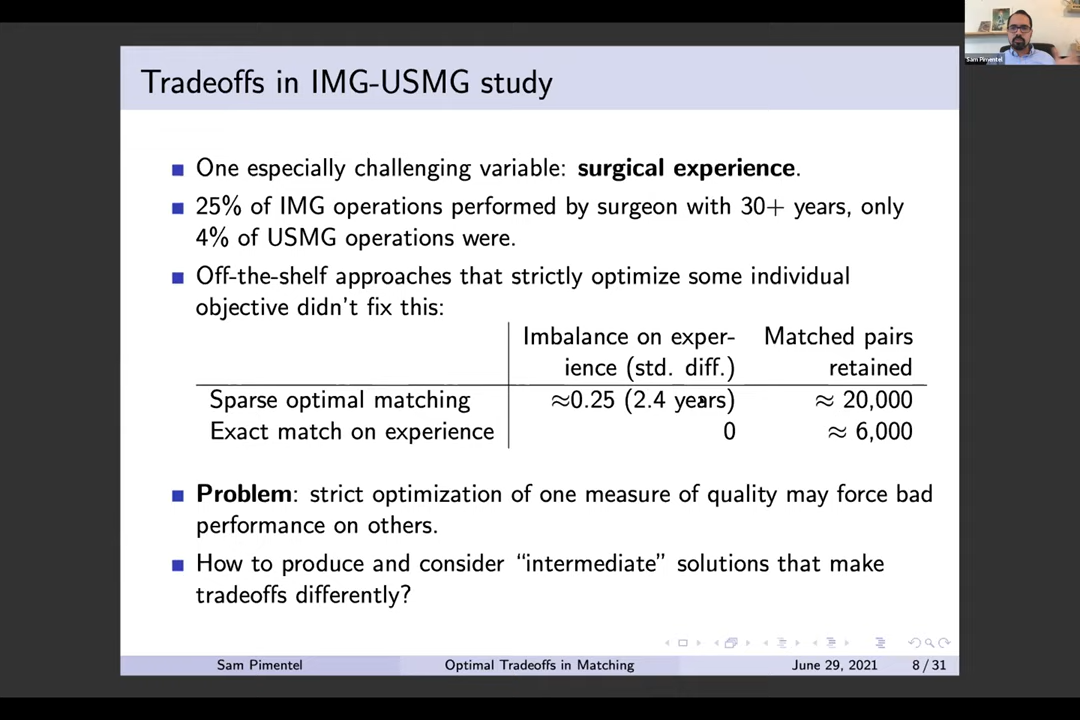 Tradeoffs in IMG-USMG study
Sam Pimentel
■ One especially challenging variable: surgical experience.
■ 25% of IMG operations performed by surgeon with 30+ years, only
4% of USMG operations were.
■ Off-the-shelf approaches that strictly optimize some individual
objective didn't fix this:
Imbalance on exper- Matched pairs
ience (std. diff.) retained
Sparse optimal matching ≈0.25 (2.4 years) ≈ 20,000
Exact match on experience 0 ≈ 6,000
■ Problem: strict optimization of one measure of quality may force bad
performance on others.
■ How to produce and consider “intermediate” solutions that make
tradeoffs differently?
Sam Pimentel Optimal Tradeoffs in Matching June 29, 2021 8 / 31